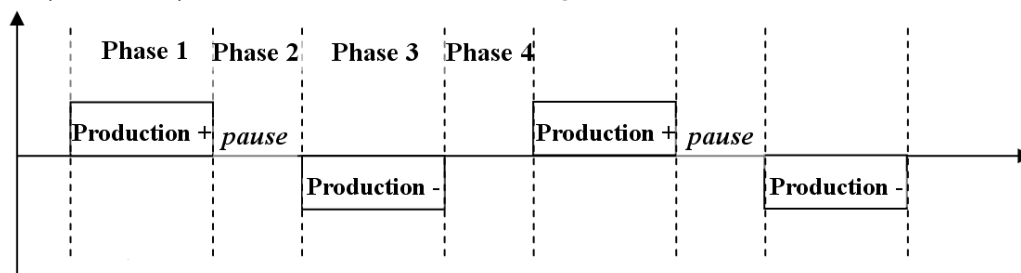 Phase 1 Phase 2 Phase 3 Phase 4
Production + pause Production + pause
Production - Production -